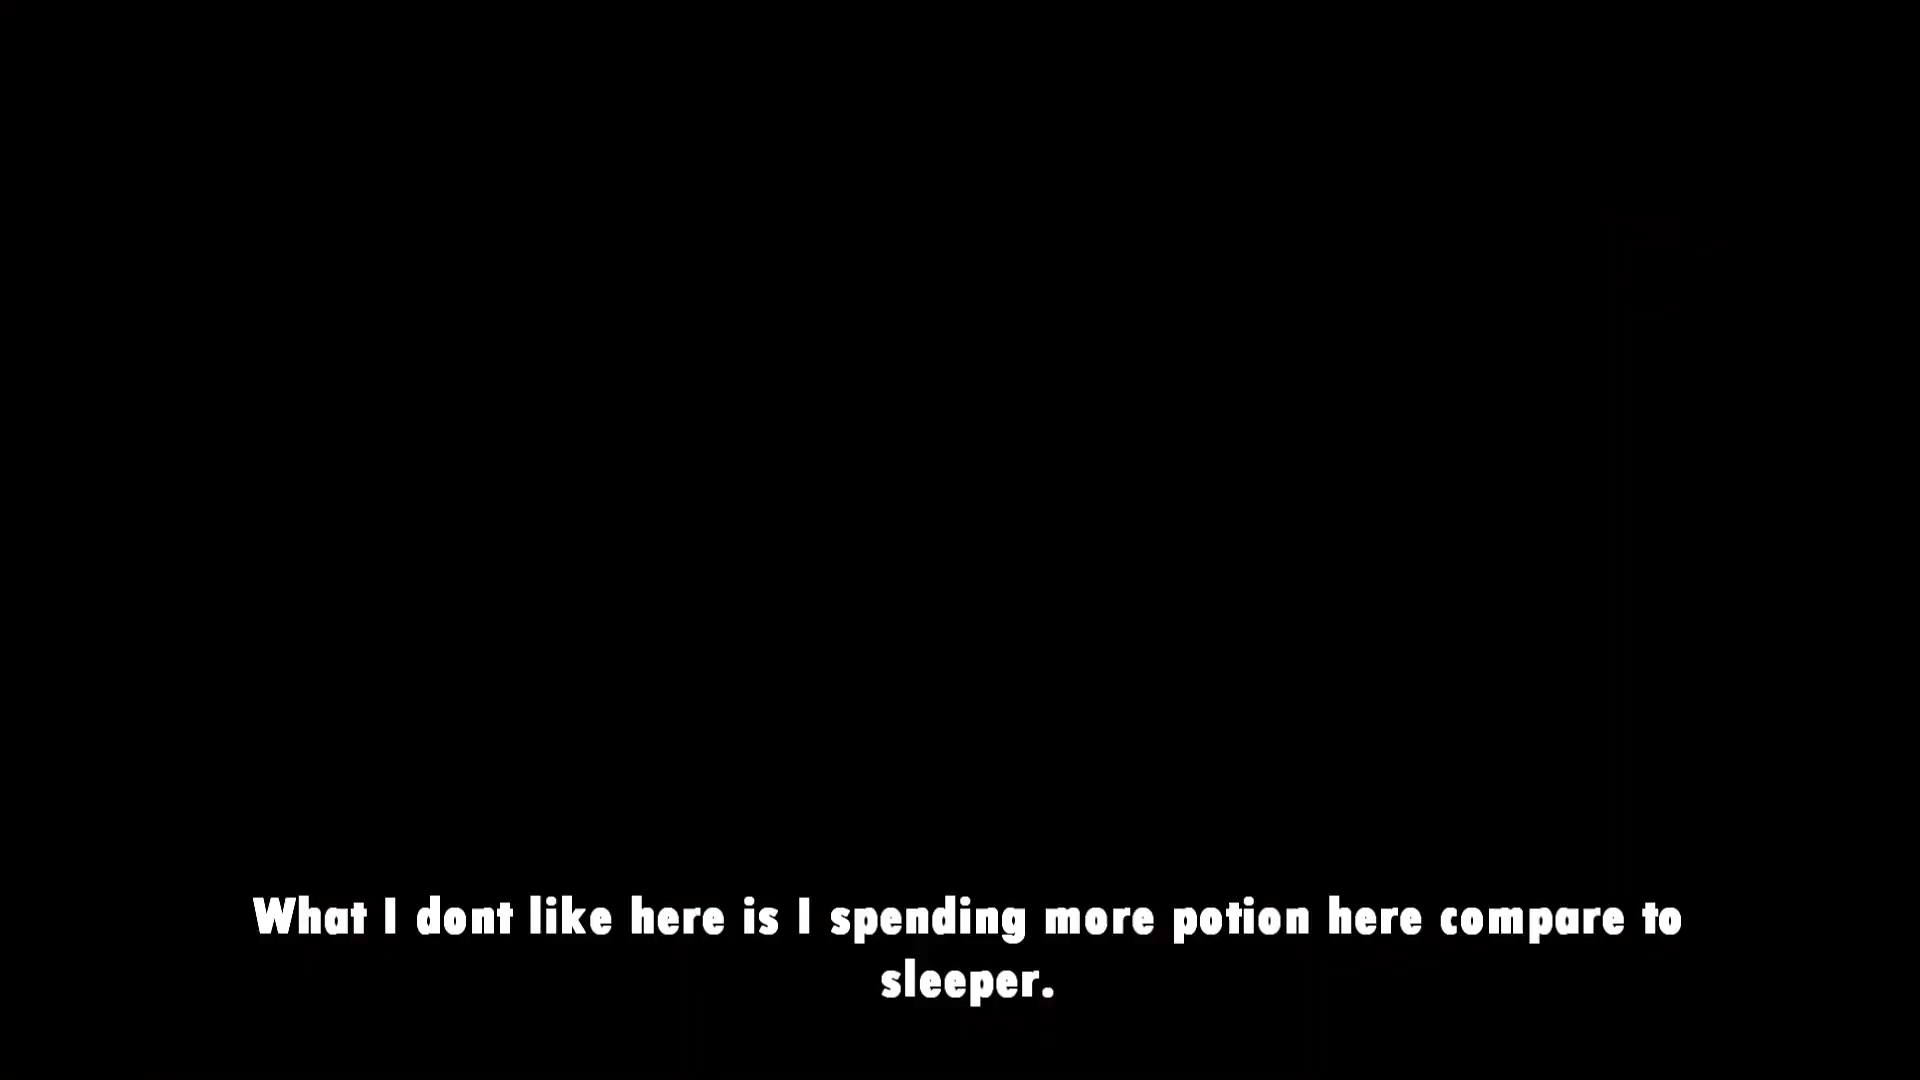 What I dont like here is I spending more potion here compare to
sleeper.